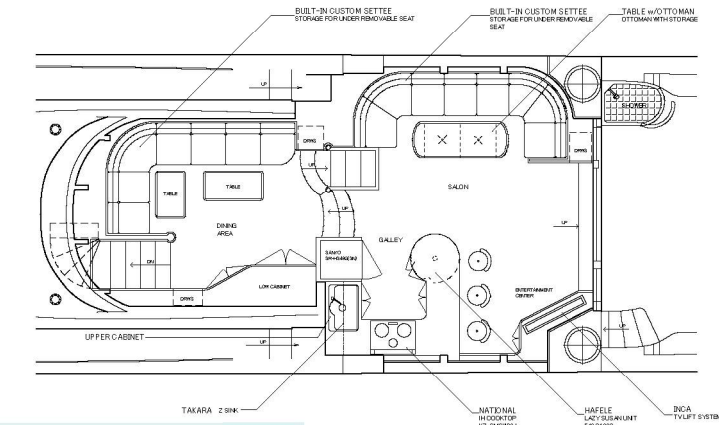 BUILT-IN CUSTOM SETTEE
STORAGE FOR UNDER REMOVABLE SEAT
BUILT-IN CUSTOM SETTEE
STORAGE FOR UNDER REMOVABLE
SEAT
TABLE w/OTTOMAN
OTTOMAN WITH STORAGE
UP
SHOWER
DRWS
DRWS
UP
TABLE
TABLE
SALON
UP
UP
DINING
AREA
GALLEY
DN
SANYO
LOW CABINET
DRWS
ENTERTAINMENT
CENTER
UP
UPPER CABINET
UP
TAKARA Z SINK
NATIONAL
IH COOKTOP
HAFELE
LAZY SUSAN UNIT
INCA
TV LIFT SYSTEM